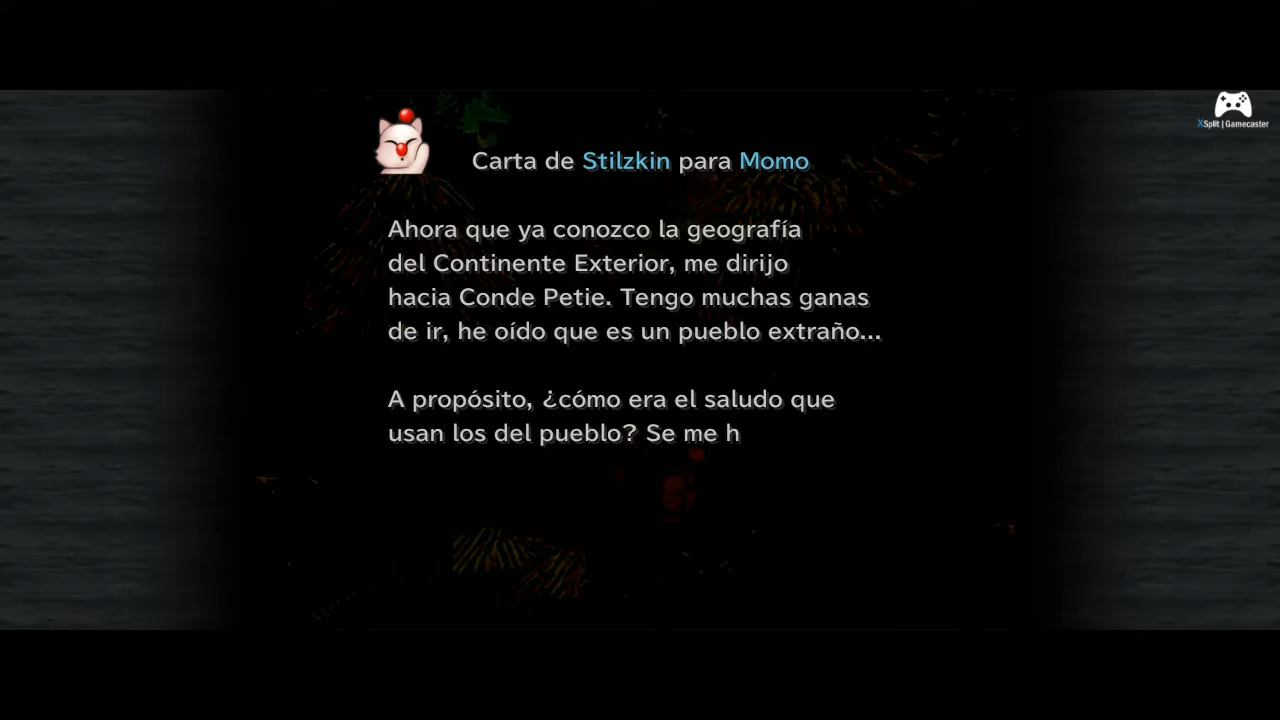 XSplit | Gamecaster
Carta de Stilzkin para Momo
Ahora que ya conozco la geografía
del Continente Exterior, me dirijo
hacia Conde Petie. Tengo muchas ganas
de ir, he oído que es un pueblo extraño...
A propósito, ¿cómo era el saludo que
usan los del pueblo? Se me h